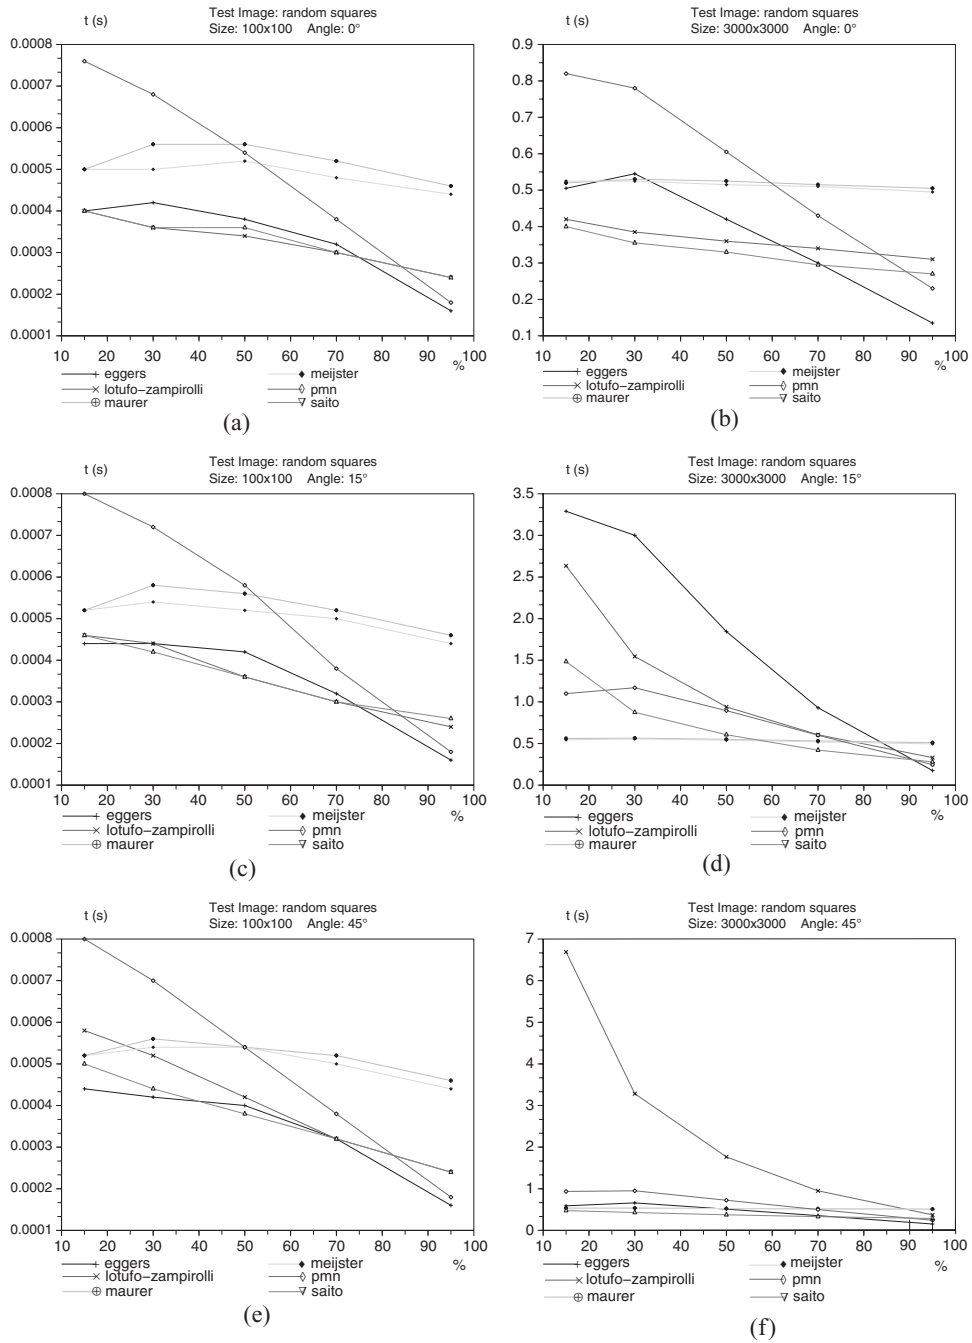 t (s)
Test Image: random squares
Size: 100x100 Angle: 0°
0.0008
0.0007
0.0006
0.0005
0.0004
0.0003
0.0002
0.0001
10 20 30 40 50 60 70 80 90 100
%
eggers
meijster
lotufo-zampirolli
pmn
maurer
saito
(a)
t (s)
Test Image: random squares
Size: 3000x3000 Angle: 0°
0.9
0.8
0.7
0.6
0.5
0.4
0.3
0.2
0.1
10 20 30 40 50 60 70 80 90 100
%
eggers
meijster
lotufo-zampirolli
pmn
maurer
saito
(b)
t (s)
Test Image: random squares
Size: 100x100 Angle: 15°
0.0008
0.0007
0.0006
0.0005
0.0004
0.0003
0.0002
0.0001
10 20 30 40 50 60 70 80 90 100
%
eggers
meijster
lotufo-zampirolli
pmn
maurer
saito
(c)
t (s)
Test Image: random squares
Size: 3000x3000 Angle: 15°
3.5
3.0
2.5
2.0
1.5
1.0
0.5
0.0
10 20 30 40 50 60 70 80 90 100
%
eggers
meijster
lotufo-zampirolli
pmn
maurer
saito
(d)
t (s)
Test Image: random squares
Size: 100x100 Angle: 45°
0.0008
0.0007
0.0006
0.0005
0.0004
0.0003
0.0002
0.0001
10 20 30 40 50 60 70 80 90 100
%
eggers
meijster
lotufo-zampirolli
pmn
maurer
saito
(e)
t (s)
Test Image: random squares
Size: 3000x3000 Angle: 45°
7
6
5
4
3
2
1
0
10 20 30 40 50 60 70 80 90 100
%
eggers
meijster
lotufo-zampirolli
pmn
maurer
saito
(f)